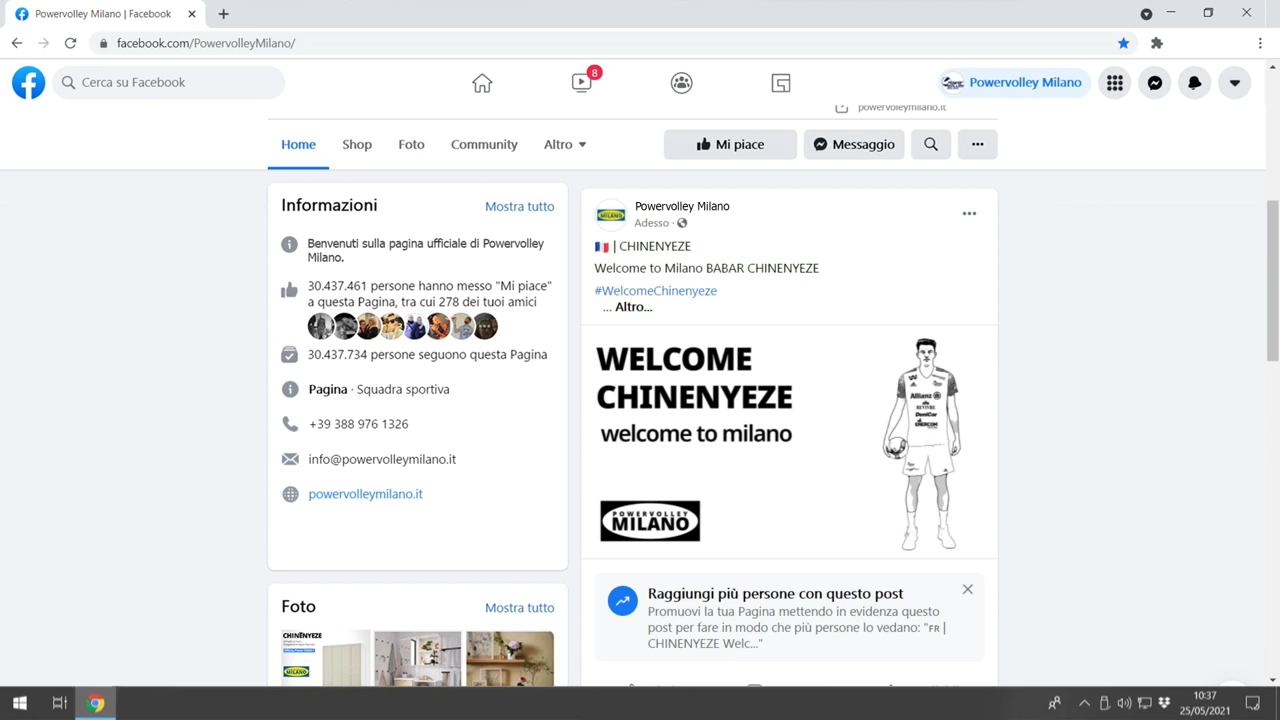 Powervolley Milano | Facebook
facebook.com/PowervolleyMilano/
Cerca su Facebook
8
Powervolley Milano
powervolleymilano.it
Home
Shop
Foto
Community
Altro
Mi piace
Messaggio
Informazioni
Mostra tutto
Benvenuti sulla pagina ufficiale di Powervolley
Milano.
30.437.461 persone hanno messo "Mi piace"
a questa Pagina, tra cui 278 dei tuoi amici
30.437.734 persone seguono questa Pagina
Pagina · Squadra sportiva
+39 388 976 1326
info@powervolleymilano.it
powervolleymilano.it
Foto
Mostra tutto
CHINENYEZE
MILANO
MILANO
Powervolley Milano
Adesso ·
🇫🇷 | CHINENYEZE
Welcome to Milano BABAR CHINENYEZE
#WelcomeChinenyeze
... Altro...
WELCOME
CHINENYEZE
welcome to milano
POWERVOLLEY
MILANO
Allianz
REVIVRE
DomiCar
ENERCOM
Raggiungi più persone con questo post
Promuovi la tua Pagina mettendo in evidenza questo
post per fare in modo che più persone lo vedano: "FR |
CHINENYEZE Welc..."
10:37
25/05/2021